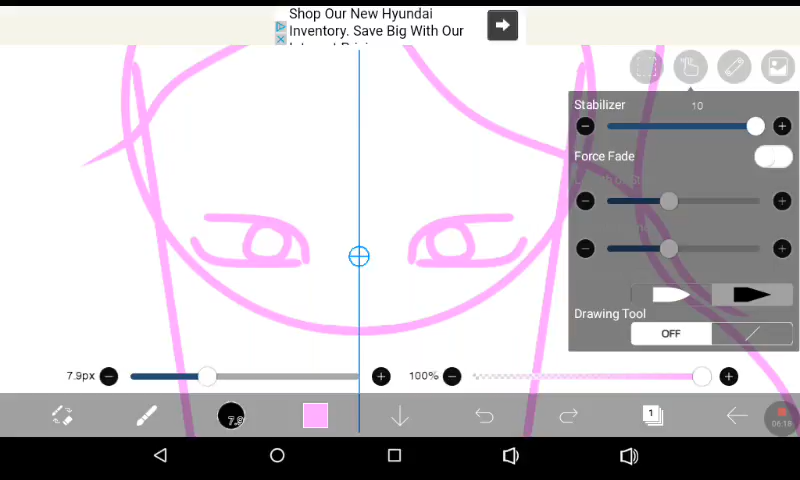 Shop Our New Hyundai
Inventory. Save Big With Our
Stabilizer
10
Force Fade
Drawing Tool
OFF
7.9px
100%
7.9
1
06:18